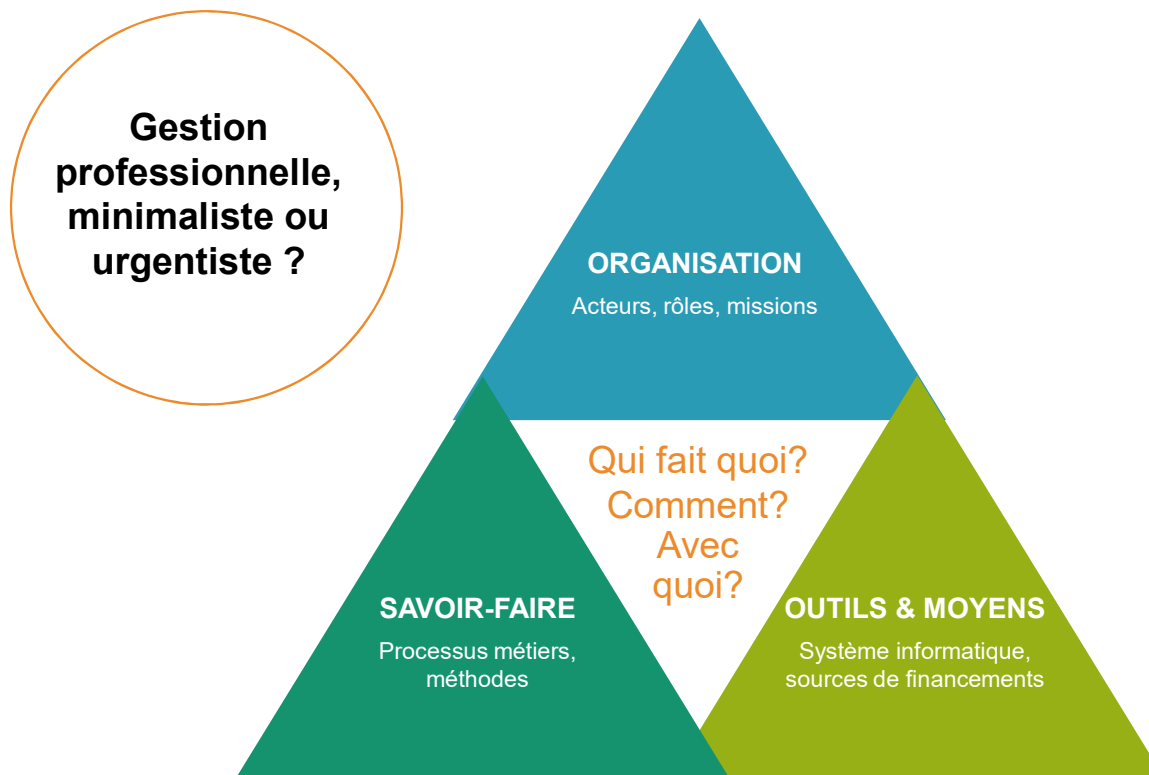 Gestion
professionnelle,
minimaliste ou
urgentiste ?
ORGANISATION
Acteurs, rôles, missions
Qui fait quoi?
Comment?
Avec
quoi?
SAVOIR-FAIRE
Processus métiers,
méthodes
OUTILS & MOYENS
Système informatique,
sources de financements